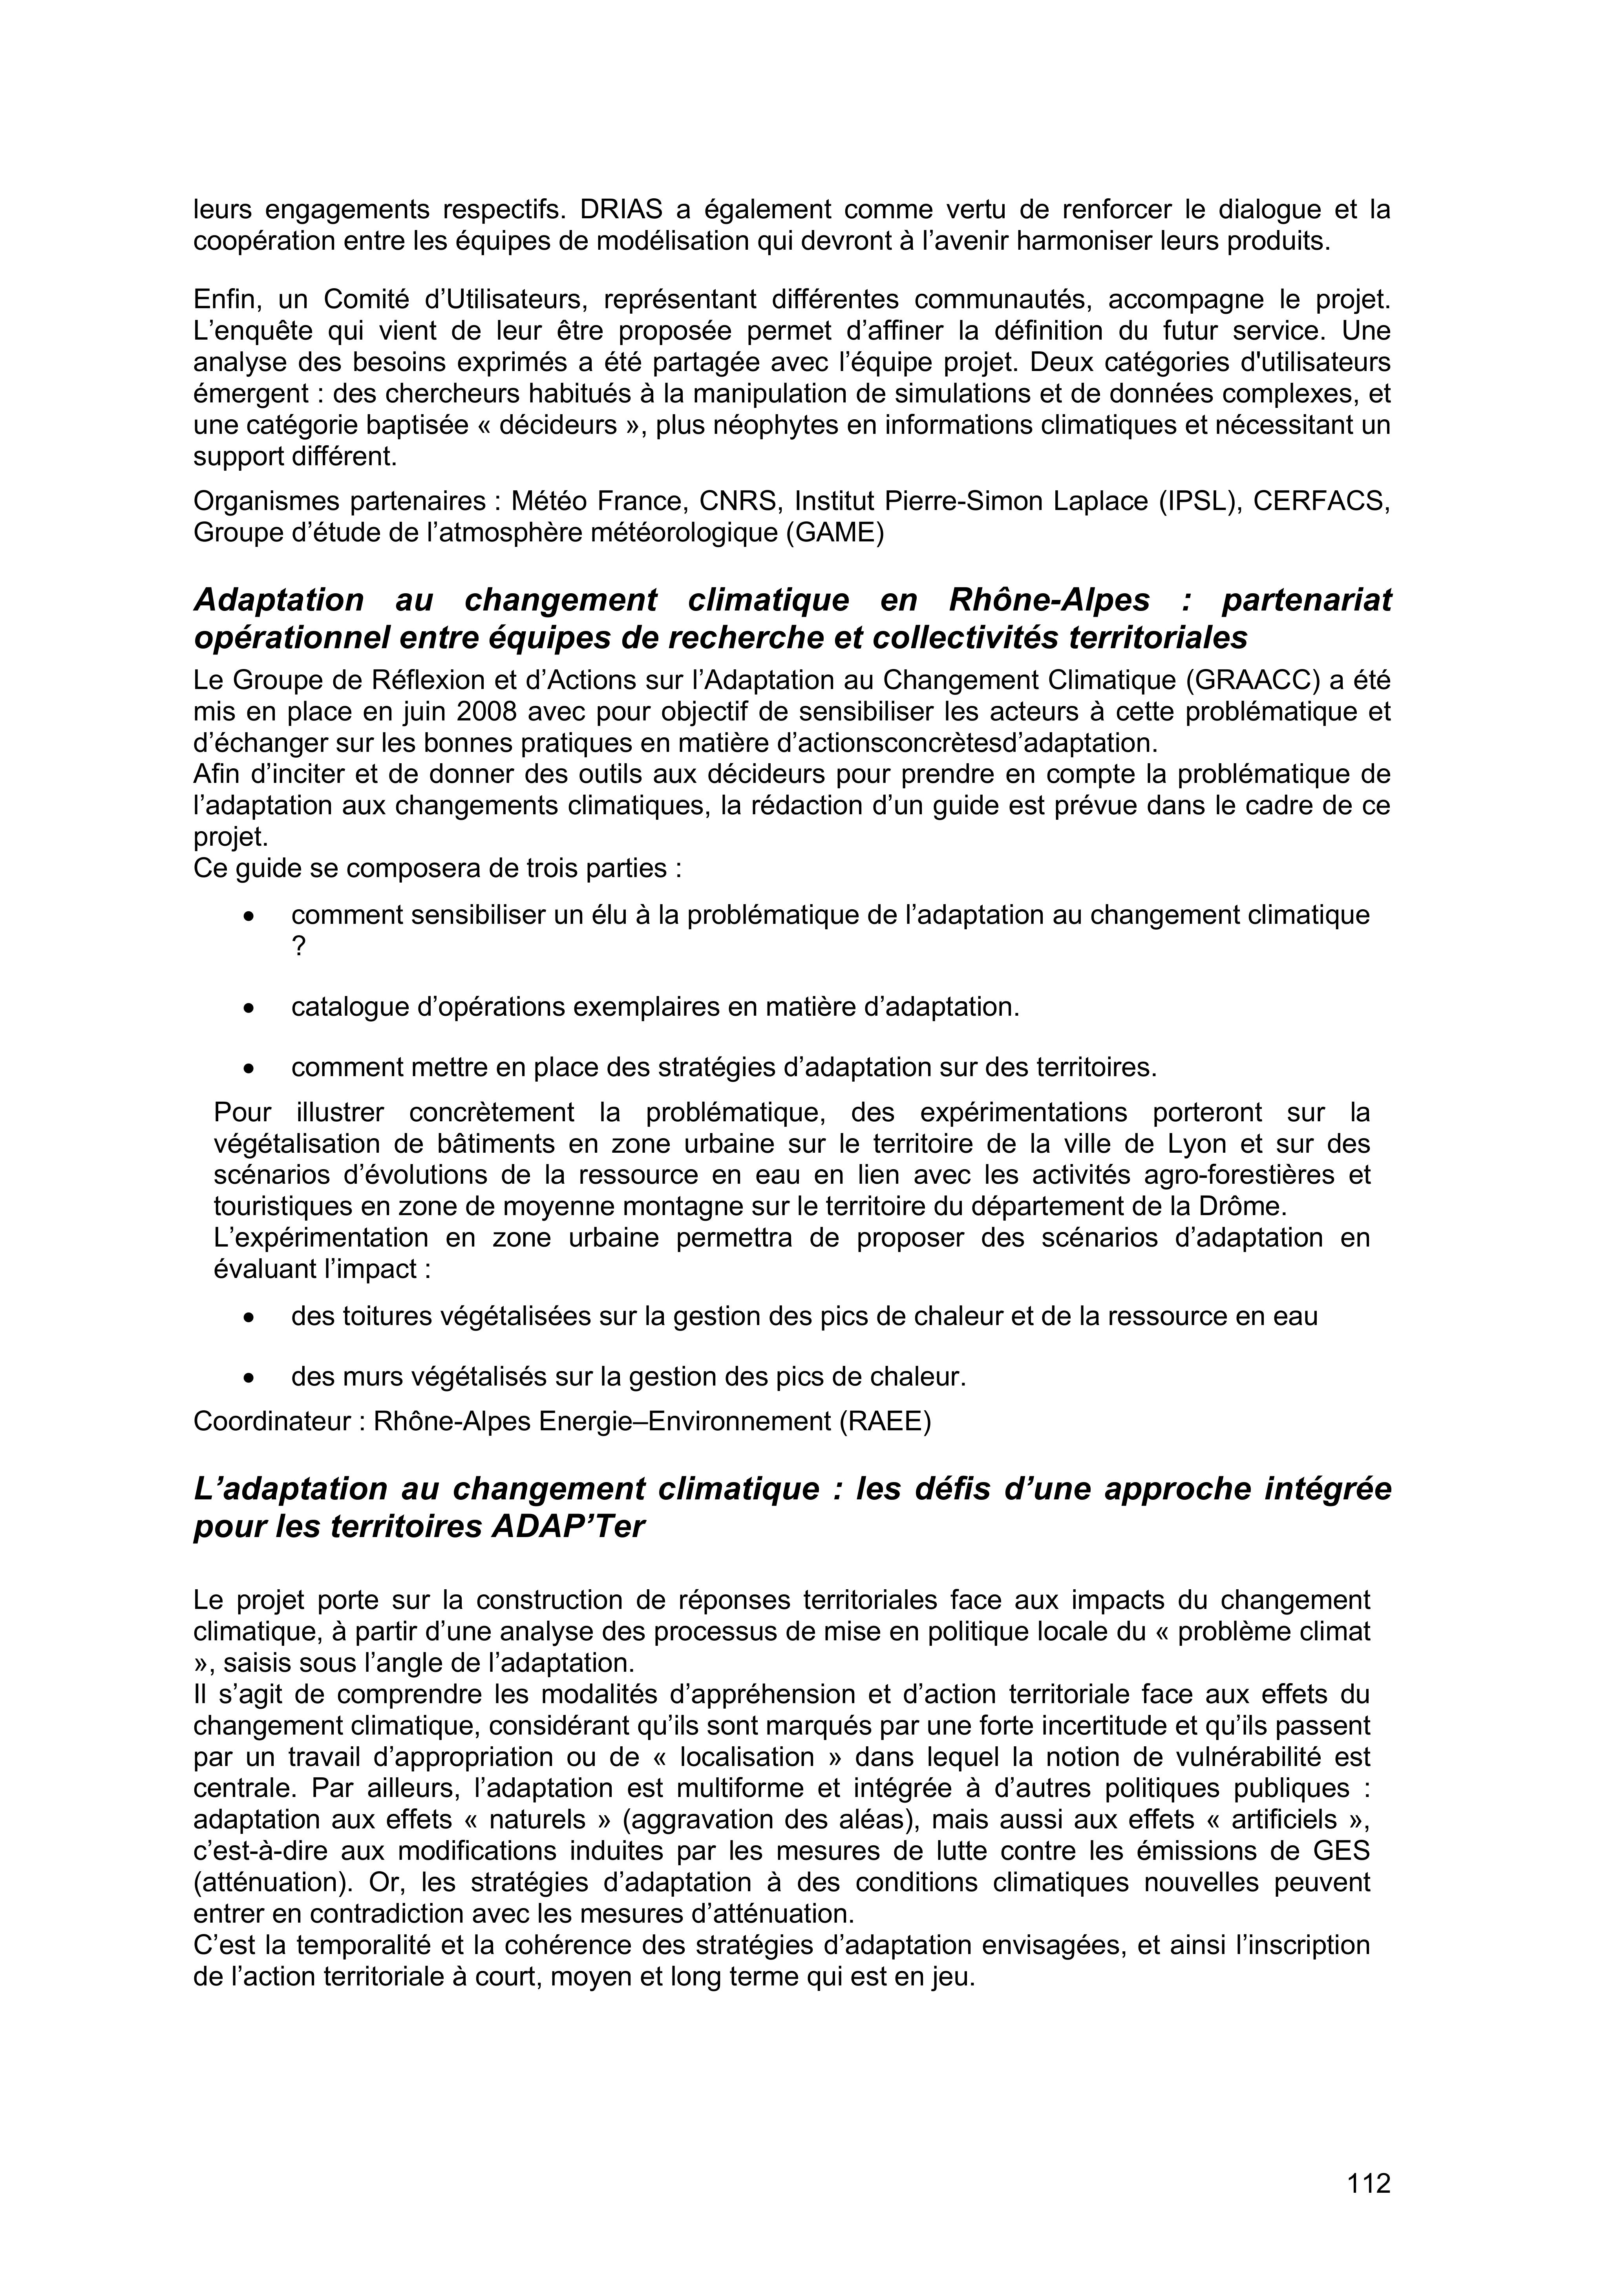 leurs engagements respectifs. DRIAS a également comme vertu de renforcer le dialogue et la
coopération entre les équipes de modélisation qui devront à l’avenir harmoniser leurs produits.
Enfin, un Comité d’Utilisateurs, représentant différentes communautés, accompagne le projet.
L’enquête qui vient de leur être proposée permet d’affiner la définition du futur service. Une
analyse des besoins exprimés a été partagée avec l’équipe projet. Deux catégories d'utilisateurs
émergent : des chercheurs habitués à la manipulation de simulations et de données complexes, et
une catégorie baptisée « décideurs », plus néophytes en informations climatiques et nécessitant un
support différent.
Organismes partenaires : Météo France, CNRS, Institut Pierre-Simon Laplace (IPSL), CERFACS,
Groupe d’étude de l’atmosphère météorologique (GAME)
Adaptation au changement climatique en Rhône-Alpes : partenariat
opérationnel entre équipes de recherche et collectivités territoriales
Le Groupe de Réflexion et d’Actions sur l’Adaptation au Changement Climatique (GRAACC) a été
mis en place en juin 2008 avec pour objectif de sensibiliser les acteurs à cette problématique et
d’échanger sur les bonnes pratiques en matière d’actionsconcrètesd’adaptation.
Afin d’inciter et de donner des outils aux décideurs pour prendre en compte la problématique de
l’adaptation aux changements climatiques, la rédaction d’un guide est prévue dans le cadre de ce
projet.
Ce guide se composera de trois parties :
• comment sensibiliser un élu à la problématique de l’adaptation au changement climatique
?
• catalogue d’opérations exemplaires en matière d’adaptation.
• comment mettre en place des stratégies d’adaptation sur des territoires.
Pour illustrer concrètement la problématique, des expérimentations porteront sur la
végétalisation de bâtiments en zone urbaine sur le territoire de la ville de Lyon et sur des
scénarios d’évolutions de la ressource en eau en lien avec les activités agro-forestières et
touristiques en zone de moyenne montagne sur le territoire du département de la Drôme.
L’expérimentation en zone urbaine permettra de proposer des scénarios d’adaptation en
évaluant l’impact :
• des toitures végétalisées sur la gestion des pics de chaleur et de la ressource en eau
• des murs végétalisés sur la gestion des pics de chaleur.
Coordinateur : Rhône-Alpes Energie–Environnement (RAEE)
L’adaptation au changement climatique : les défis d’une approche intégrée
pour les territoires ADAP’Ter
Le projet porte sur la construction de réponses territoriales face aux impacts du changement
climatique, à partir d’une analyse des processus de mise en politique locale du « problème climat
», saisis sous l’angle de l’adaptation.
Il s’agit de comprendre les modalités d’appréhension et d’action territoriale face aux effets du
changement climatique, considérant qu’ils sont marqués par une forte incertitude et qu’ils passent
par un travail d’appropriation ou de « localisation » dans lequel la notion de vulnérabilité est
centrale. Par ailleurs, l’adaptation est multiforme et intégrée à d’autres politiques publiques :
adaptation aux effets « naturels » (aggravation des aléas), mais aussi aux effets « artificiels »,
c’est-à-dire aux modifications induites par les mesures de lutte contre les émissions de GES
(atténuation). Or, les stratégies d’adaptation à des conditions climatiques nouvelles peuvent
entrer en contradiction avec les mesures d’atténuation.
C’est la temporalité et la cohérence des stratégies d’adaptation envisagées, et ainsi l’inscription
de l’action territoriale à court, moyen et long terme qui est en jeu.
112